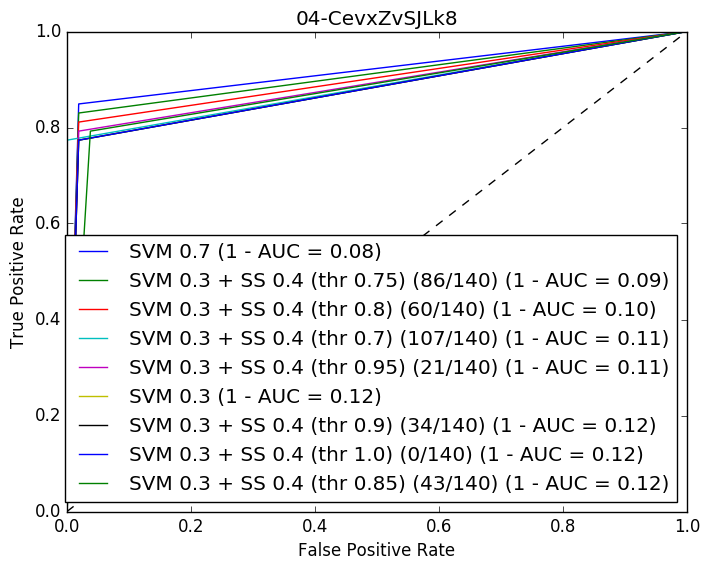 04-CevxZvSJLk8
1.0
0.8
0.6
0.4
0.2
0.0
True Positive Rate
SVM 0.7 (1 - AUC = 0.08)
SVM 0.3 + SS 0.4 (thr 0.75) (86/140) (1 - AUC = 0.09)
SVM 0.3 + SS 0.4 (thr 0.8) (60/140) (1 - AUC = 0.10)
SVM 0.3 + SS 0.4 (thr 0.7) (107/140) (1 - AUC = 0.11)
SVM 0.3 + SS 0.4 (thr 0.95) (21/140) (1 - AUC = 0.11)
SVM 0.3 (1 - AUC = 0.12)
SVM 0.3 + SS 0.4 (thr 0.9) (34/140) (1 - AUC = 0.12)
SVM 0.3 + SS 0.4 (thr 1.0) (0/140) (1 - AUC = 0.12)
SVM 0.3 + SS 0.4 (thr 0.85) (43/140) (1 - AUC = 0.12)
0.0 0.2 0.4 0.6 0.8 1.0
False Positive Rate